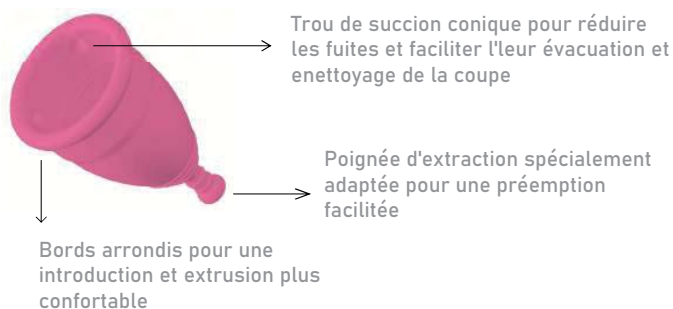 Trou de succion conique pour réduire
les fuites et faciliter l'leur évacuation et
enettoyage de la coupe
Poignée d'extraction spécialement
adaptée pour une préemption
facilitée
Bords arrondis pour une
introduction et extrusion plus
confortable